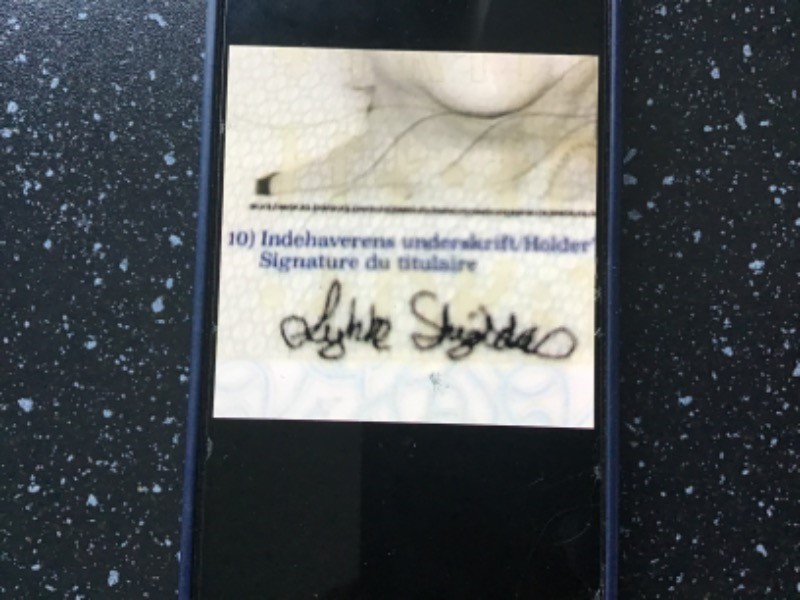 10) Indehaverens underskrift/Holder'
Signature du titulaire